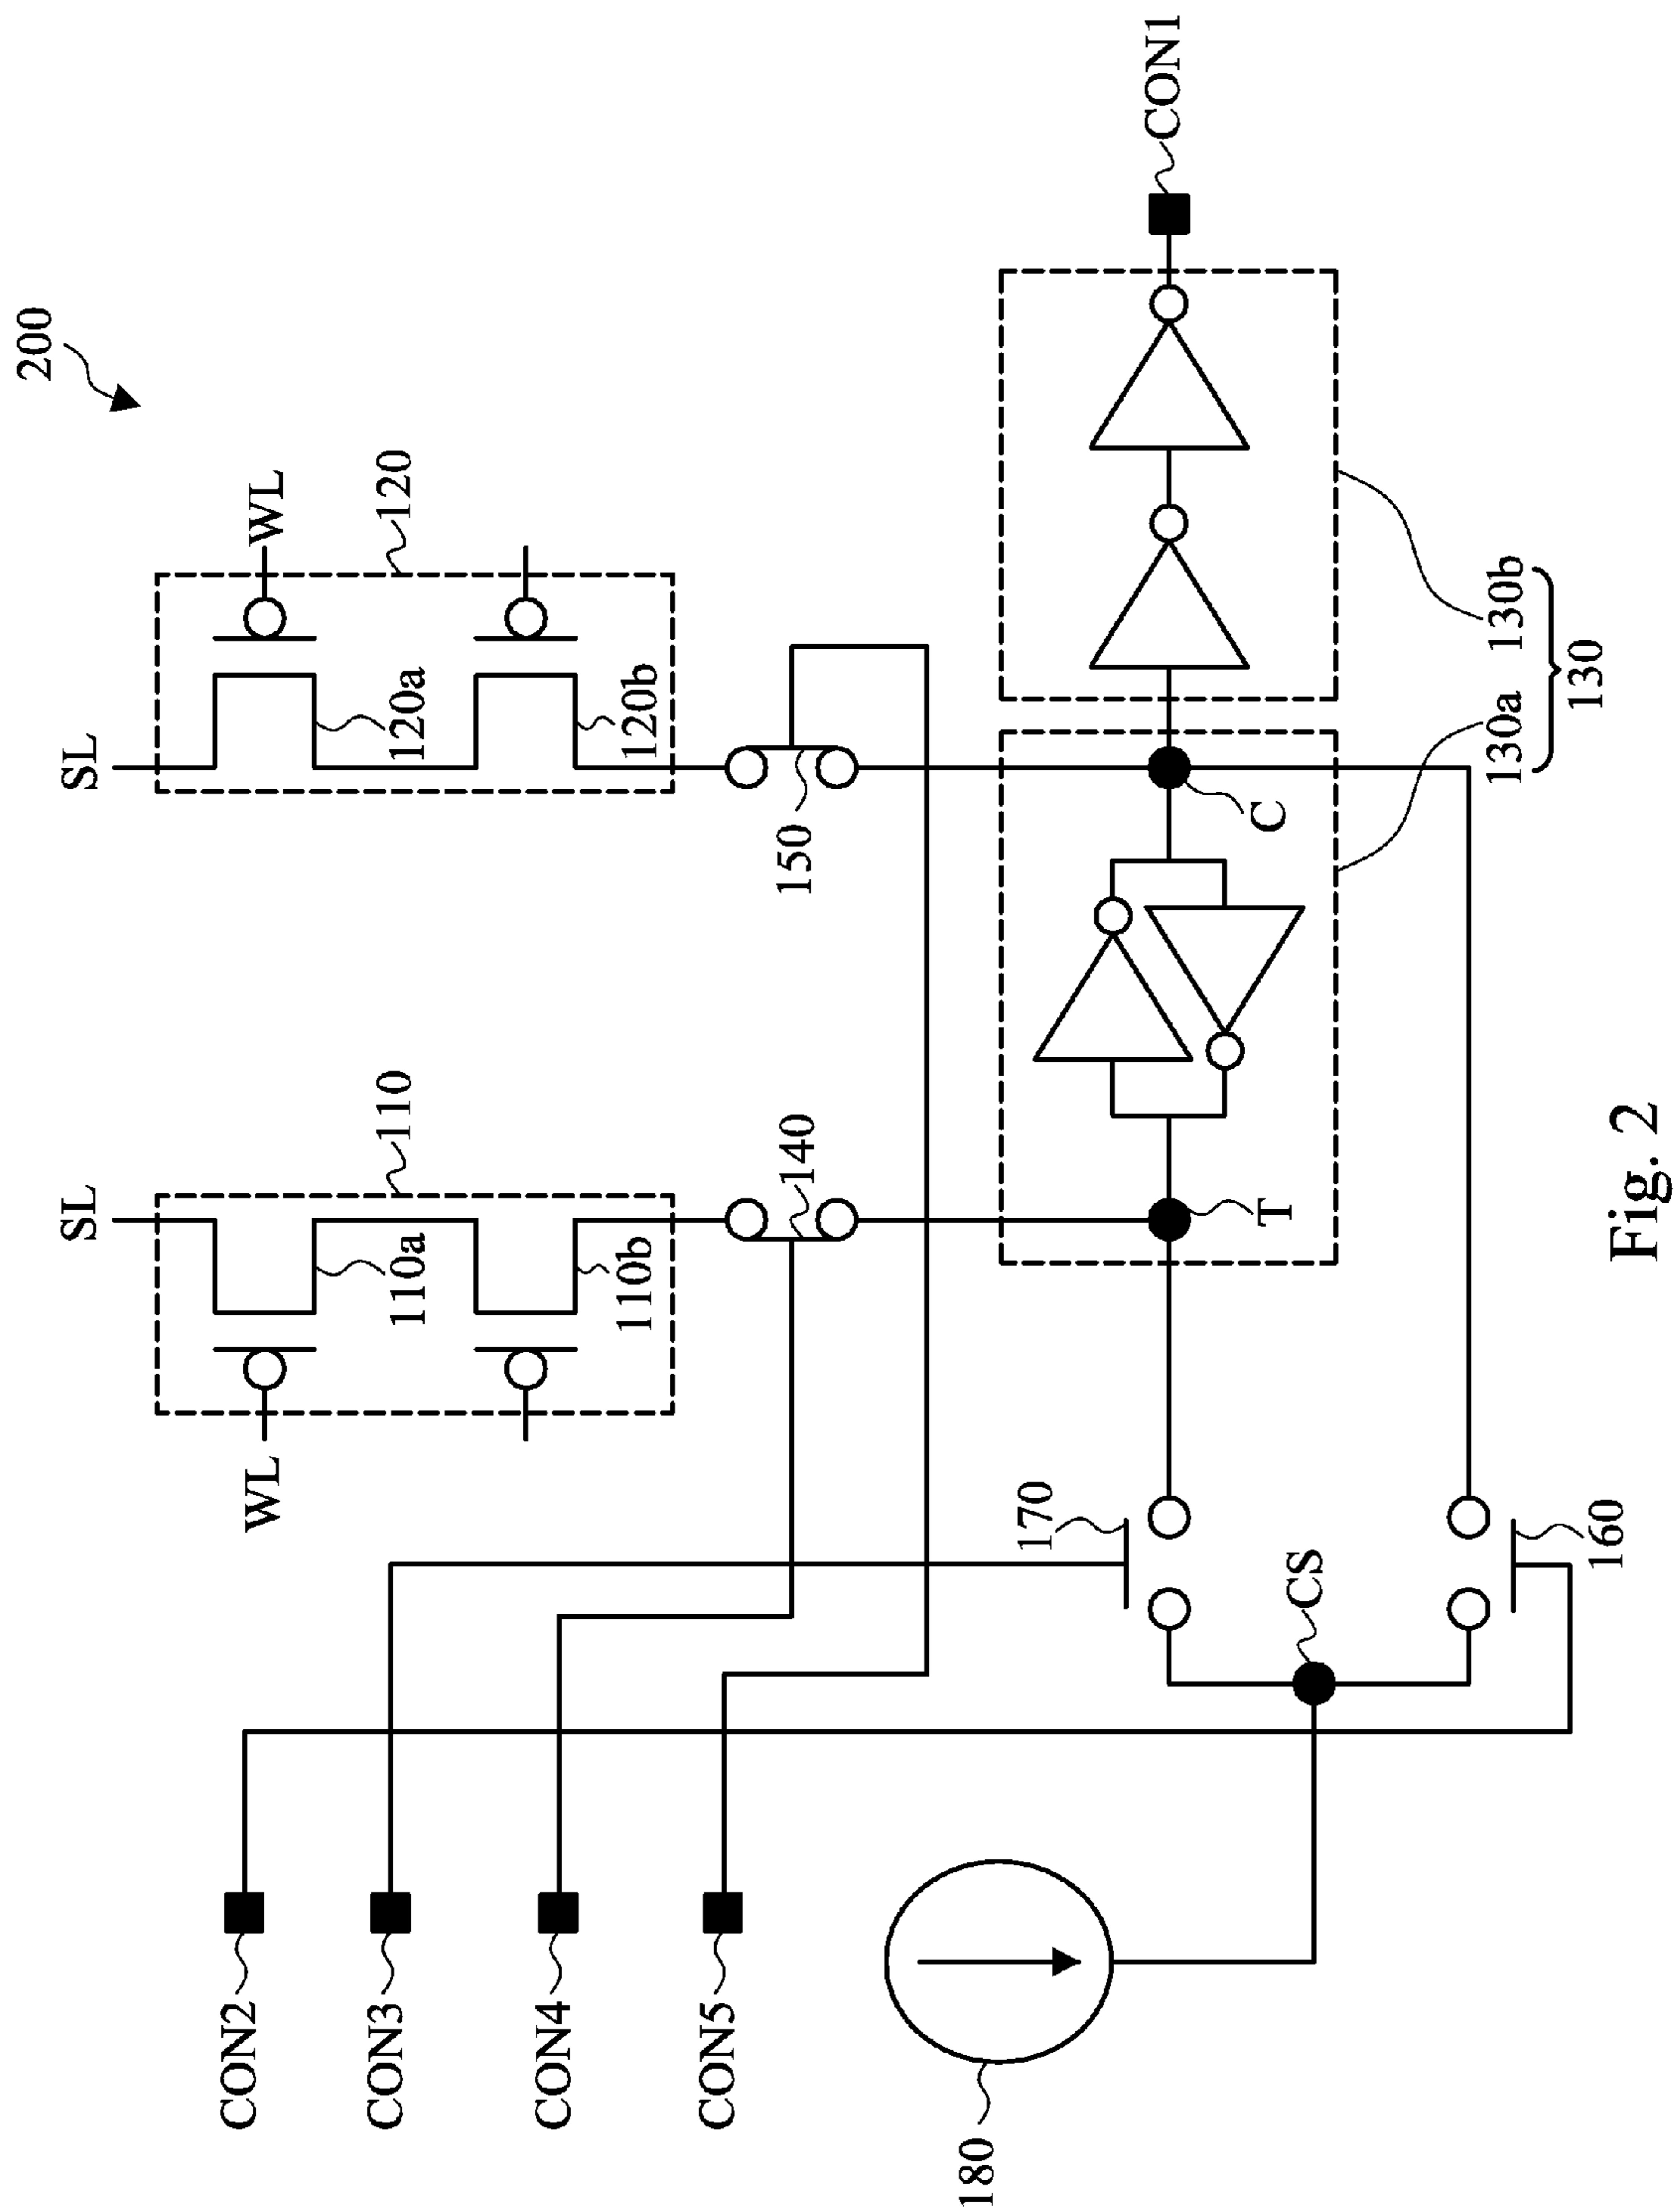 200
SL
SL
WL
WL
110
120
110a
120a
110b
120b
140
150
CON1
CON2
CON3
CON4
CON5
170
160
180
CS
T
C
130a
130b
130
Fig. 2